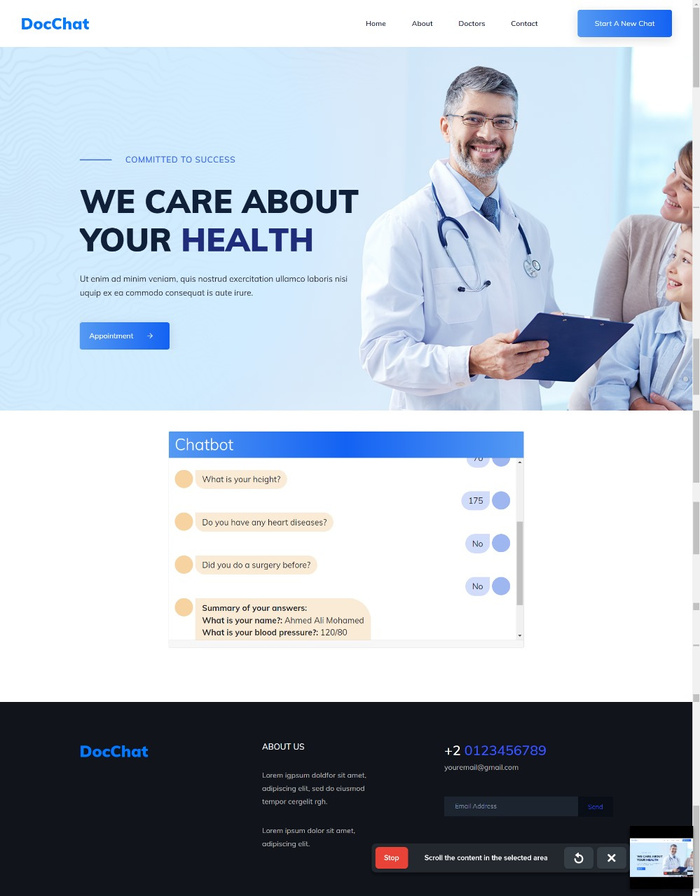 DocChat
Home About Doctors Contact Start A New Chat
COMMITTED TO SUCCESS
WE CARE ABOUT
YOUR HEALTH
Ut enim ad minim veniam, quis nostrud exercitation ullamco laboris nisi
uquip ex ea commodo consequat is aute irure.
Appointment
Chatbot
70
What is your height?
175
Do you have any heart diseases?
No
Did you do a surgery before?
No
Summary of your answers:
What is your name?: Ahmed Ali Mohamed
What is your blood pressure?: 120/80
DocChat
ABOUT US
Lorem igpsum doldfor sit amet,
adipiscing elit, sed do eiusmod
tempor cergelit rgh.
Lorem ipsum dolor sit amet,
adipiscing elit.
+2 0123456789
youremail@gmail.com
Email Address Send
Stop Scroll the content in the selected area
WE CARE ABOUT
YOUR HEALTH